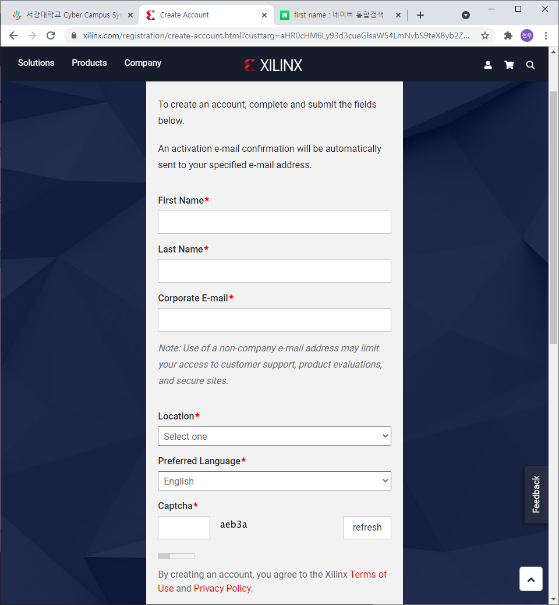 서강대학교 Cyber Campus Sy
Create Account
first name : 네이버 통합검색
xilinx.com/registration/create-account.html?custtarg=aHR0cHM6Ly93d3cueGlsaW54LmNvbS9teXByb2Z...
Solutions
Products
Company
XILINX
To create an account, complete and submit the fields
below.
An activation e-mail confirmation will be automatically
sent to your specified e-mail address.
First Name*
Last Name*
Corporate E-mail*
Note: Use of a non-company e-mail address may limit
your access to customer support, product evaluations,
and secure sites.
Location*
Select one
Preferred Language*
English
Captcha*
aeb3a
refresh
By creating an account, you agree to the Xilinx Terms of
Use and Privacy Policy.
Feedback